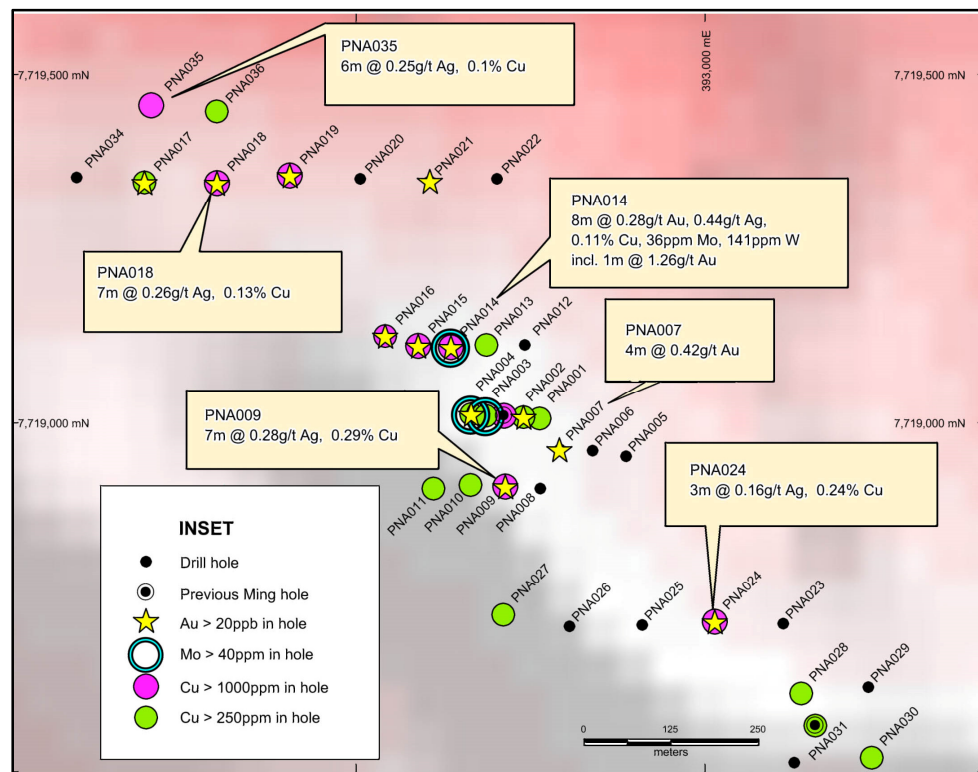 PNA035
6m @ 0.25g/t Ag, 0.1% Cu
7,719,500 mN
393,000 mE
7,719,500 mN
PNA035
PNA036
PNA034
PNA017
PNA018
PNA019
PNA020
PNA021
PNA022
PNA014
8m @ 0.28g/t Au, 0.44g/t Ag,
0.11% Cu, 36ppm Mo, 141ppm W
incl. 1m @ 1.26g/t Au
PNA018
7m @ 0.26g/t Ag, 0.13% Cu
PNA016
PNA015
PNA014
PNA013
PNA012
PNA007
4m @ 0.42g/t Au
PNA004
PNA003
PNA002
PNA001
PNA007
PNA006
PNA005
7,719,000 mN
7,719,000 mN
PNA009
7m @ 0.28g/t Ag, 0.29% Cu
PNA011
PNA010
PNA009
PNA008
PNA024
3m @ 0.16g/t Ag, 0.24% Cu
PNA027
PNA026
PNA025
PNA024
PNA023
PNA028
PNA029
PNA031
PNA030
INSET
Drill hole
Previous Ming hole
Au > 20ppb in hole
Mo > 40ppm in hole
Cu > 1000ppm in hole
Cu > 250ppm in hole
0 125 250
meters